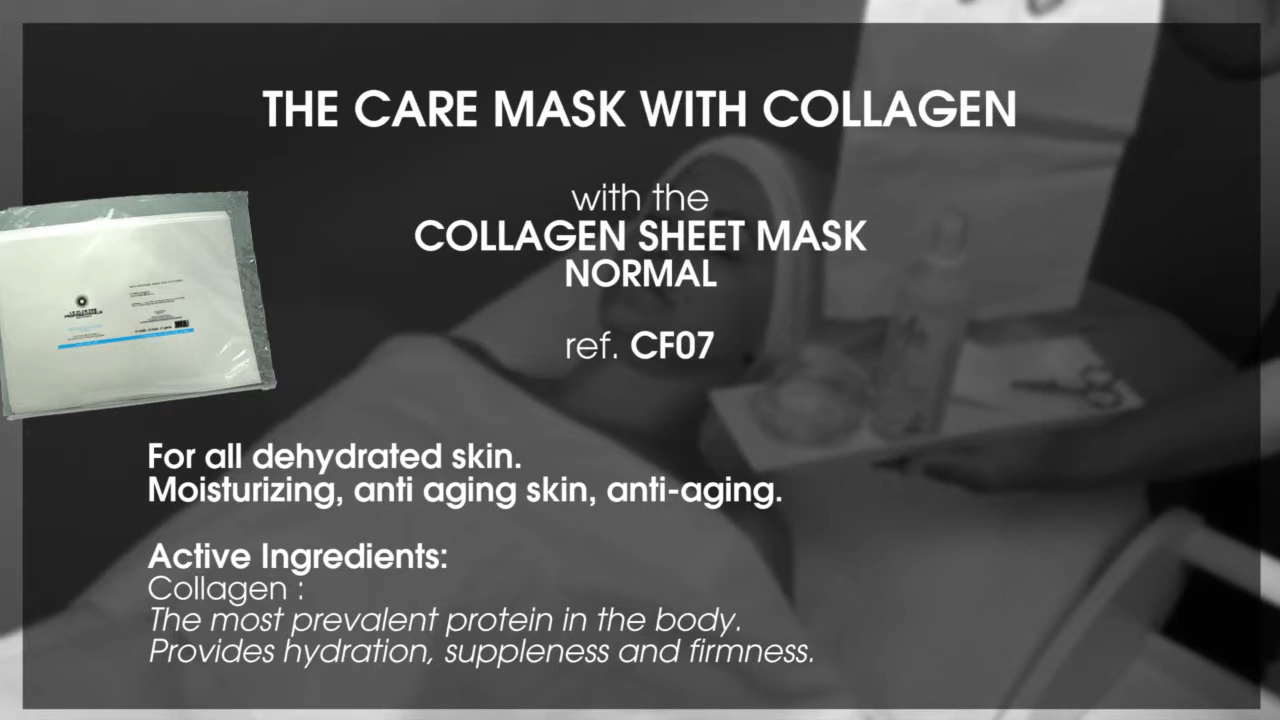 THE CARE MASK WITH COLLAGEN
with the
COLLAGEN SHEET MASK
NORMAL
ref. CF07
For all dehydrated skin.
Moisturizing, anti aging skin, anti-aging.
Active Ingredients:
Collagen :
The most prevalent protein in the body.
Provides hydration, suppleness and firmness.